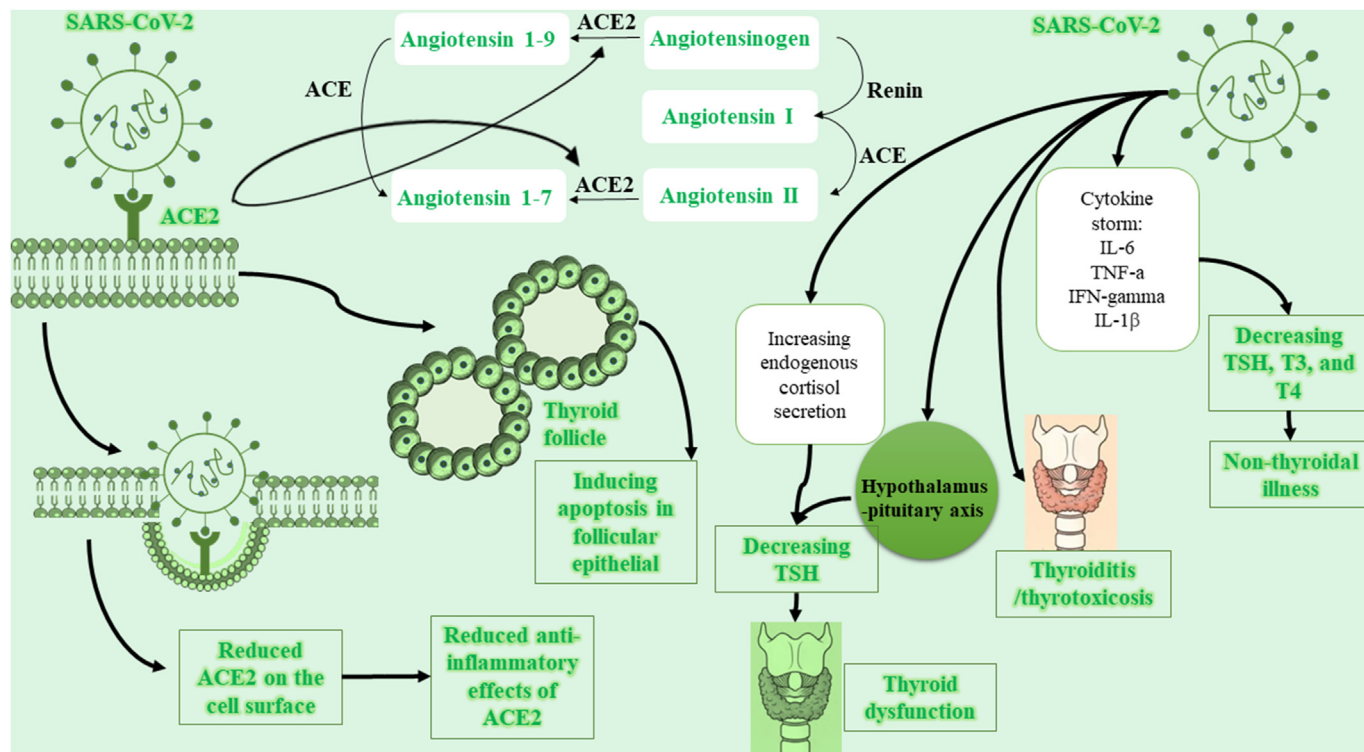 SARS-CoV-2
ACE2
Angiotensin 1-9
ACE2
Angiotensinogen
ACE
Renin
Angiotensin I
ACE
Angiotensin 1-7
ACE2
Angiotensin II
SARS-CoV-2
Cytokine
storm:
IL-6
TNF-a
IFN-gamma
IL-1β
Decreasing
TSH, T3, and
T4
Non-thyroidal
illness
Increasing
endogenous
cortisol
secretion
Hypothalamus
-pituitary axis
Decreasing
TSH
Thyroid
dysfunction
Thyroiditis
/thyrotoxicosis
Thyroid
follicle
Inducing
apoptosis in
follicular
epithelial
Reduced
ACE2 on the
cell surface
Reduced anti-
inflammatory
effects of
ACE2